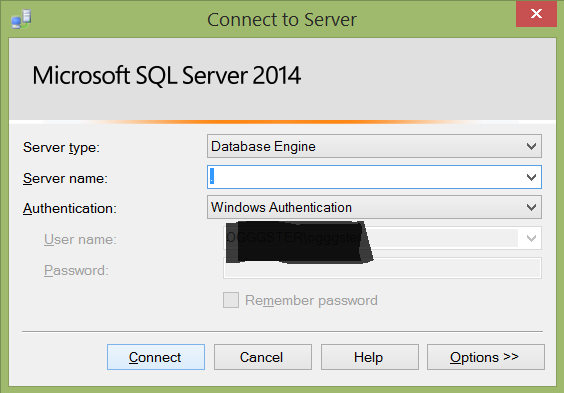 Connect to Server
Microsoft SQL Server 2014
Server type: Database Engine
Server name: .
Authentication: Windows Authentication
User name:
Password:
Remember password
Connect Cancel Help Options >>